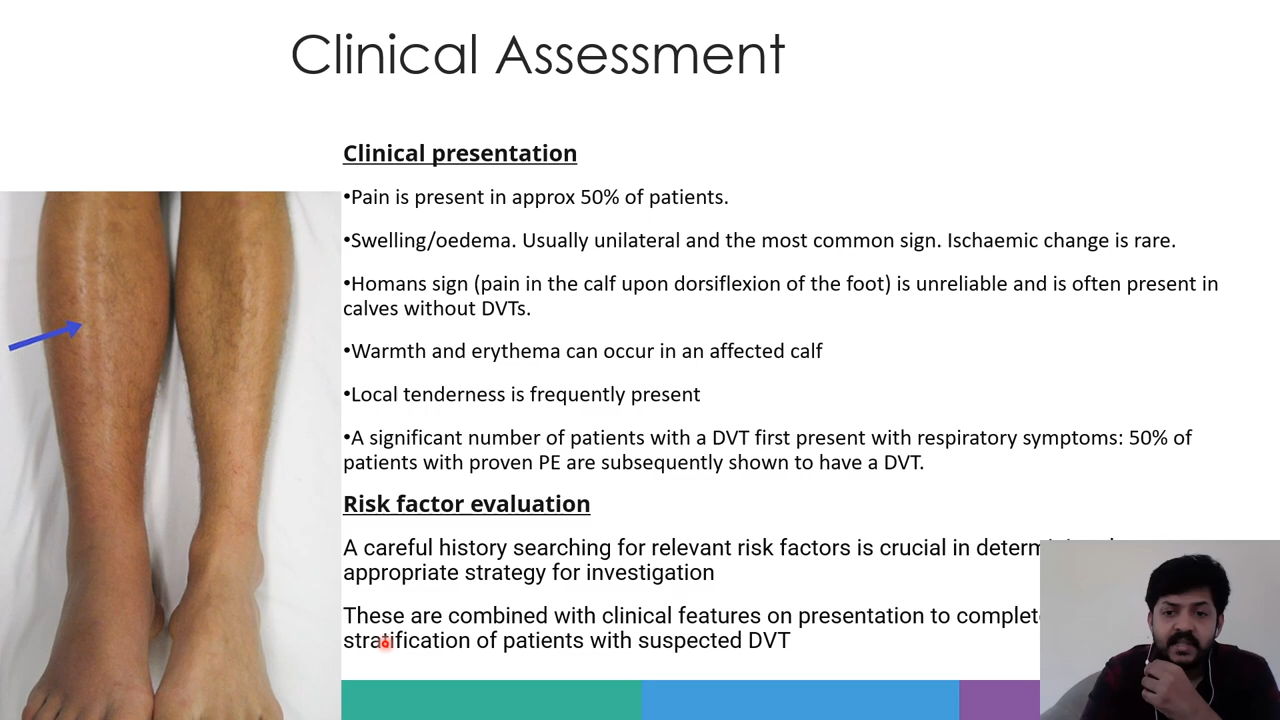 Clinical Assessment
Clinical presentation
•Pain is present in approx 50% of patients.
•Swelling/oedema. Usually unilateral and the most common sign. Ischaemic change is rare.
•Homans sign (pain in the calf upon dorsiflexion of the foot) is unreliable and is often present in
calves without DVTs.
•Warmth and erythema can occur in an affected calf
•Local tenderness is frequently present
•A significant number of patients with a DVT first present with respiratory symptoms: 50% of
patients with proven PE are subsequently shown to have a DVT.
Risk factor evaluation
A careful history searching for relevant risk factors is crucial in
appropriate strategy for investigation
These are combined with clinical features on presentation to
stratification of patients with suspected DVT